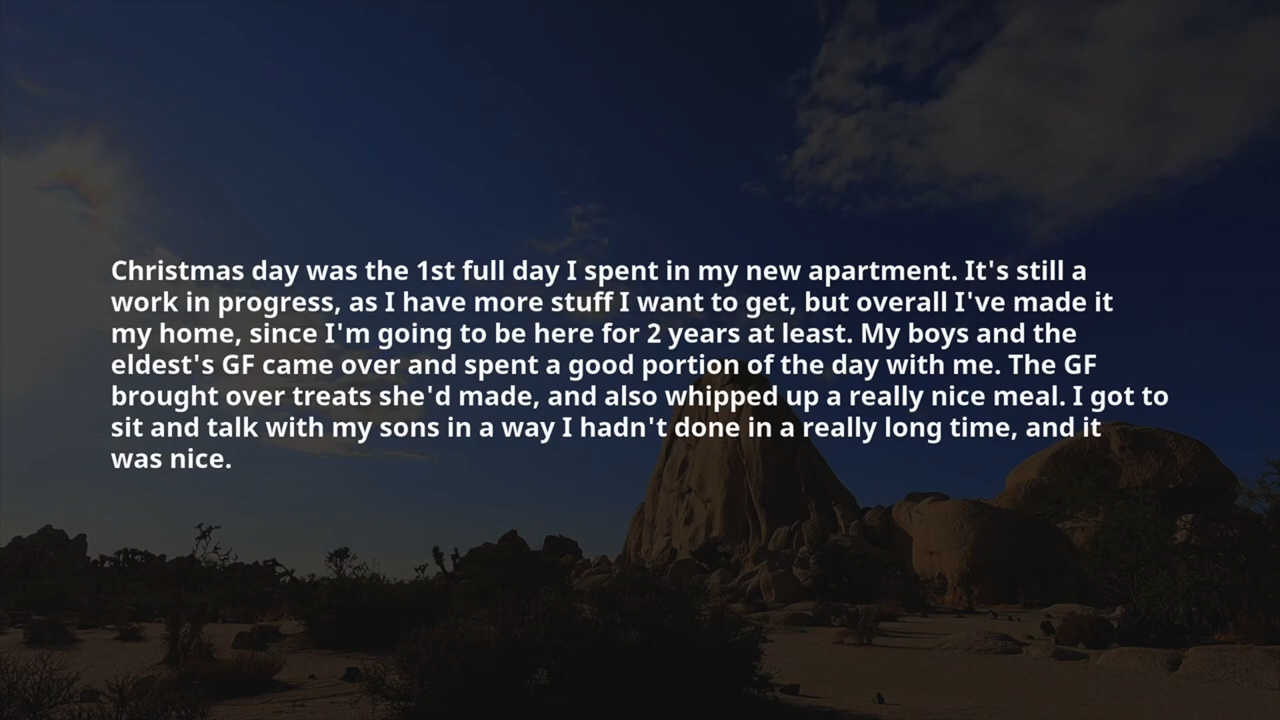 Christmas day was the 1st full day I spent in my new apartment. It's still a
work in progress, as I have more stuff I want to get, but overall I've made it
my home, since I'm going to be here for 2 years at least. My boys and the
eldest's GF came over and spent a good portion of the day with me. The GF
brought over treats she'd made, and also whipped up a really nice meal. I got to
sit and talk with my sons in a way I hadn't done in a really long time, and it
was nice.